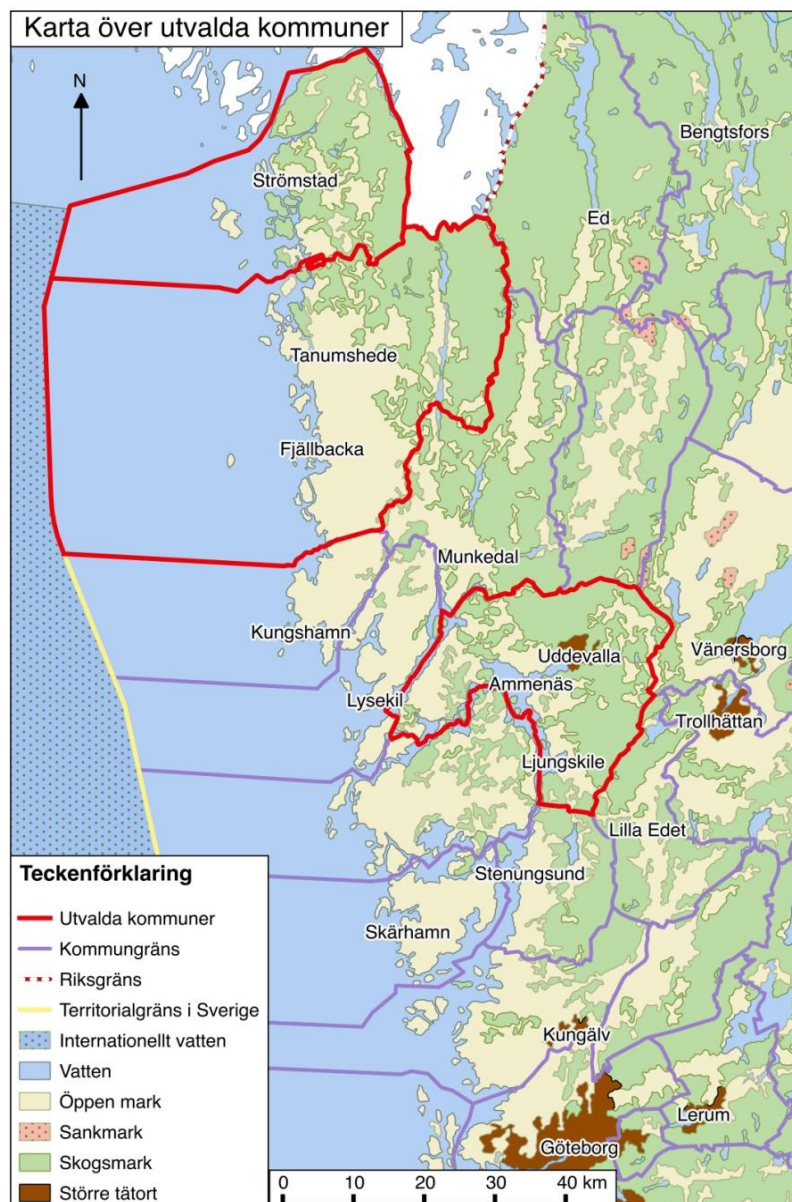 Karta över utvalda kommuner
N
Bengtsfors
Strömstad
Ed
Tanumshede
Fjällbacka
Munkedal
Kungshamn
Uddevalla
Vänersborg
Ammenäs
Lysekil
Trollhättan
Ljungskile
Lilla Edet
Stenungsund
Skärhamn
Kungälv
Lerum
Göteborg
Teckenförklaring
Utvalda kommuner
Kommungräns
Riksgräns
Territorialgräns i Sverige
Internationellt vatten
Vatten
Öppen mark
Sankmark
Skogsmark
Större tätort
0 10 20 30 40 km